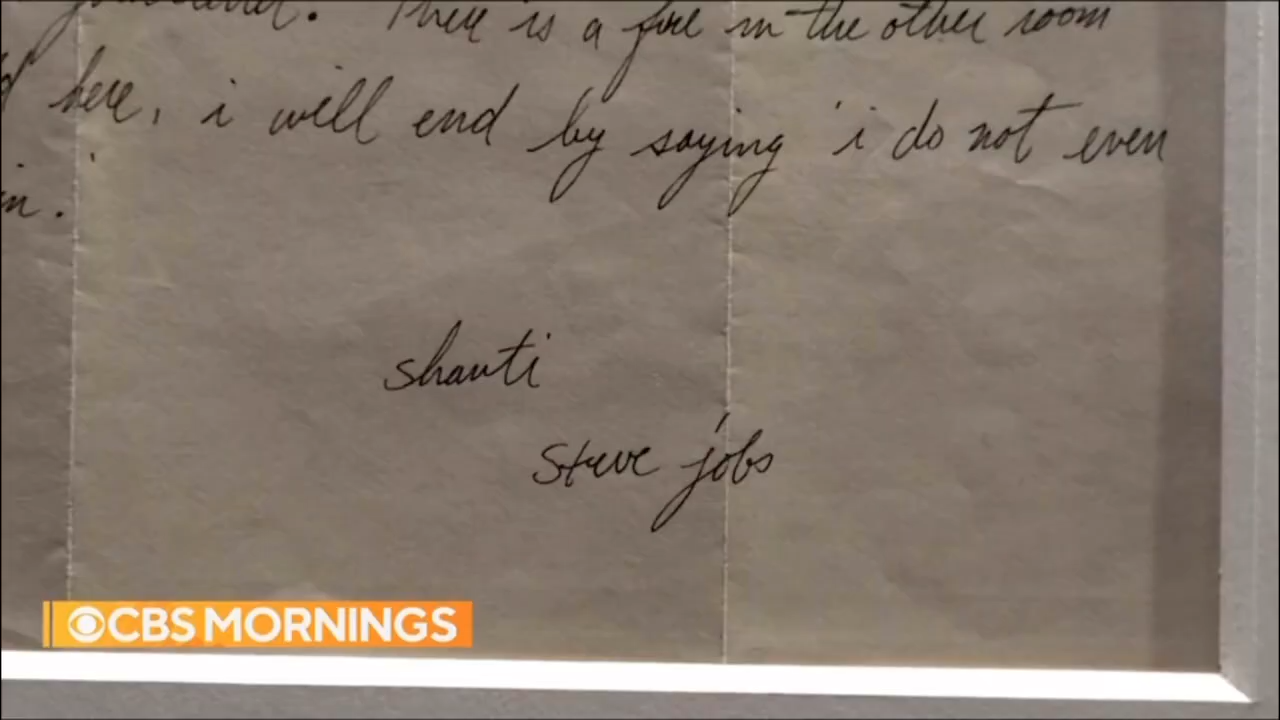 There is a fire in the other room
here, i will end by saying 'i do not even
in.'
shanti
Steve jobs
CBS MORNINGS